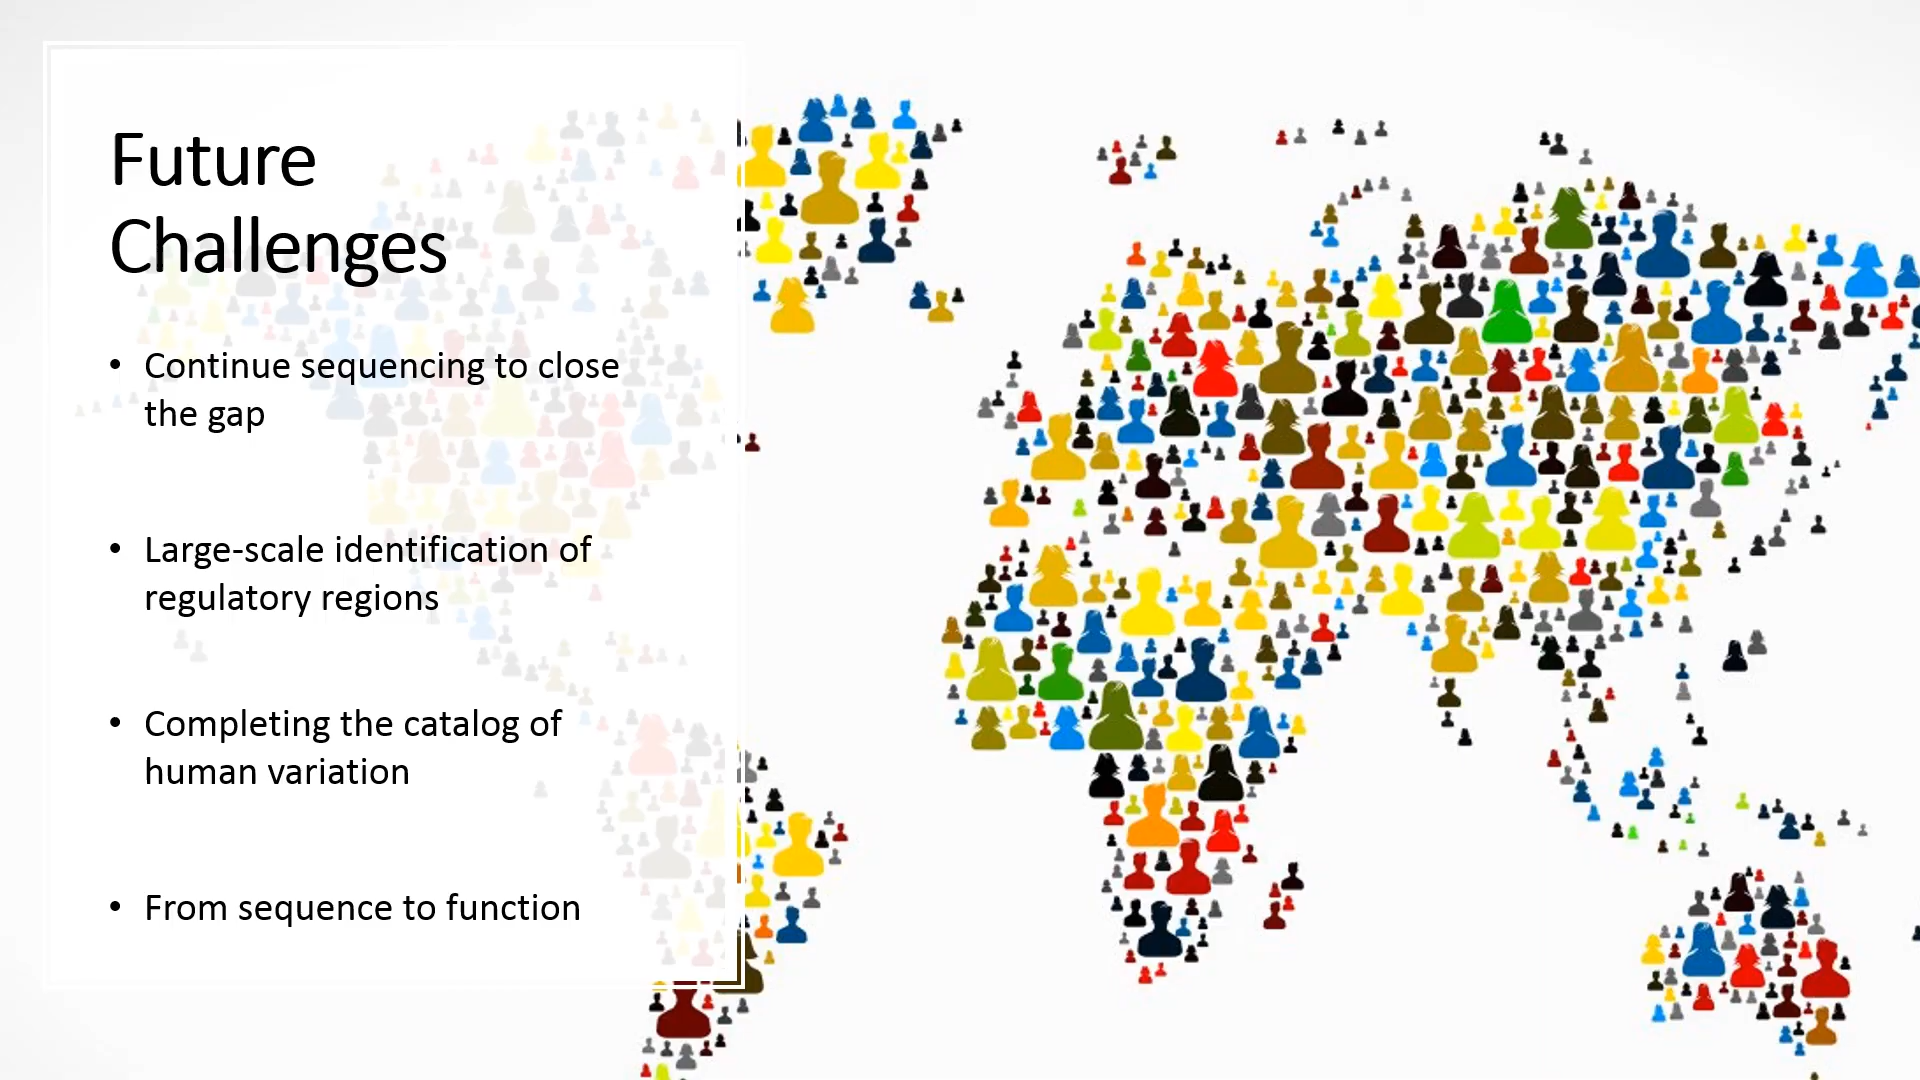 Future
Challenges
• Continue sequencing to close
the gap
• Large-scale identification of
regulatory regions
• Completing the catalog of
human variation
• From sequence to function